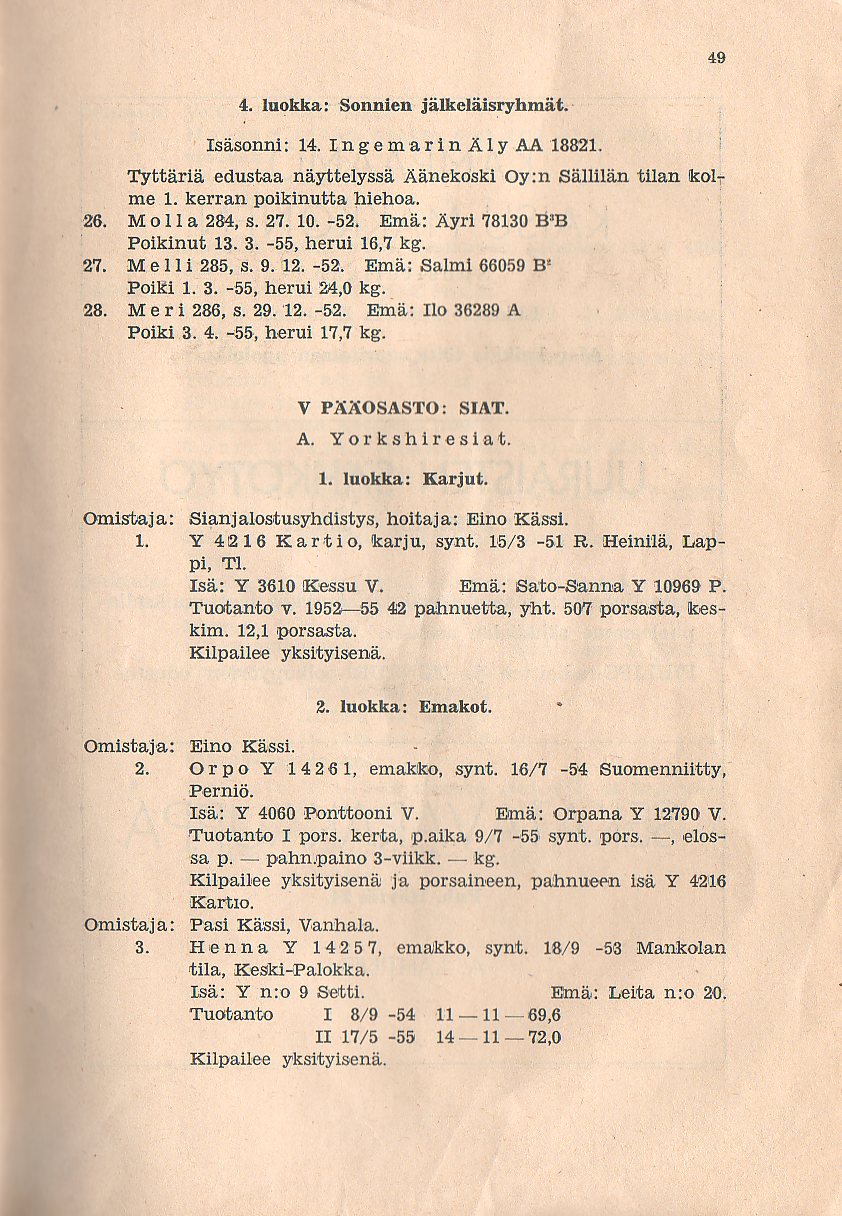 49
4. luokka: Sonnien jälkeläisryhmät.
Isäsonni: 14. Ingemarin Äly AA 18821.
Tyttäriä edustaa näyttelyssä Äänekoski Oy:n Sällilän tilan kol-
me 1. kerran poikinutta hiehoa.
26. Molla 284, s. 27. 10. -52. Emä: Äyri 78130 B³B
Poikinut 13. 3. -55, herui 16,7 kg.
27. Melli 285, s. 9. 12. -52. Emä: Salmi 66059 B²
Poiki 1. 3. -55, herui 24,0 kg.
28. Meri 286, s. 29. 12. -52. Emä: Ilo 36289 A
Poiki 3. 4. -55, herui 17,7 kg.
V PÄÄOSASTO: SIAT.
A. Yorkshiresiat.
1. luokka: Karjut.
Omistaja: Sianjalostusyhdistys, hoitaja: Eino Kässi.
1. Y 4216 Kartio, karju, synt. 15/3 -51 R. Heinilä, Lap-
pi, Tl.
Isä: Y 3610 Kessu V. Emä: Sato-Sanna Y 10969 P.
Tuotanto v. 1952—55 42 pahnuetta, yht. 507 porsasta, kes-
kim. 12,1 porsasta.
Kilpailee yksityisenä.
2. luokka: Emakot.
Omistaja: Eino Kässi.
2. Orpo Y 14261, emakko, synt. 16/7 -54 Suomenniitty,
Perniö.
Isä: Y 4060 Ponttooni V. Emä: Orpana Y 12790 V.
Tuotanto I pors. kerta, p.aika 9/7 -55 synt. pors. —, elos-
sa p. — pahn.paino 3-viikk. — kg.
Kilpailee yksityisenä ja porsaineen, pahnueen isä Y 4216
Kartio.
Omistaja: Pasi Kässi, Vanhala.
3. Henna Y 14257, emakko, synt. 18/9 -53 Mankolan
tila, Keski-Palokka.
Isä: Y n:o 9 Setti. Emä: Leita n:o 20.
Tuotanto I 8/9 -54 11 — 11 — 69,6
II 17/5 -55 14 — 11 — 72,0
Kilpailee yksityisenä.